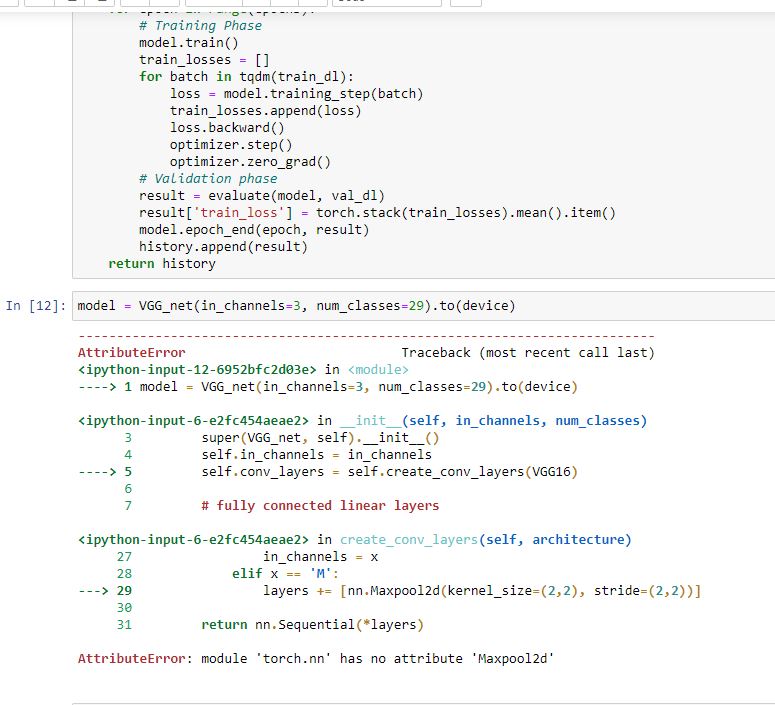 # Training Phase
model.train()
train_losses = []
for batch in tqdm(train_dl):
loss = model.training_step(batch)
train_losses.append(loss)
loss.backward()
optimizer.step()
optimizer.zero_grad()
# Validation phase
result = evaluate(model, val_dl)
result['train_loss'] = torch.stack(train_losses).mean().item()
model.epoch_end(epoch, result)
history.append(result)
return history
In [12]: model = VGG_net(in_channels=3, num_classes=29).to(device)
---------------------------------------------------------------------------
AttributeError                            Traceback (most recent call last)
<ipython-input-12-6952bfc2d03e> in <module>
----> 1 model = VGG_net(in_channels=3, num_classes=29).to(device)
<ipython-input-6-e2fc454aeae2> in __init__(self, in_channels, num_classes)
3         super(VGG_net, self).__init__()
4         self.in_channels = in_channels
----> 5         self.conv_layers = self.create_conv_layers(VGG16)
6
7         # fully connected linear layers
<ipython-input-6-e2fc454aeae2> in create_conv_layers(self, architecture)
27                 in_channels = x
28             elif x == 'M':
---> 29                 layers += [nn.Maxpool2d(kernel_size=(2,2), stride=(2,2))]
30
31         return nn.Sequential(*layers)
AttributeError: module 'torch.nn' has no attribute 'Maxpool2d'